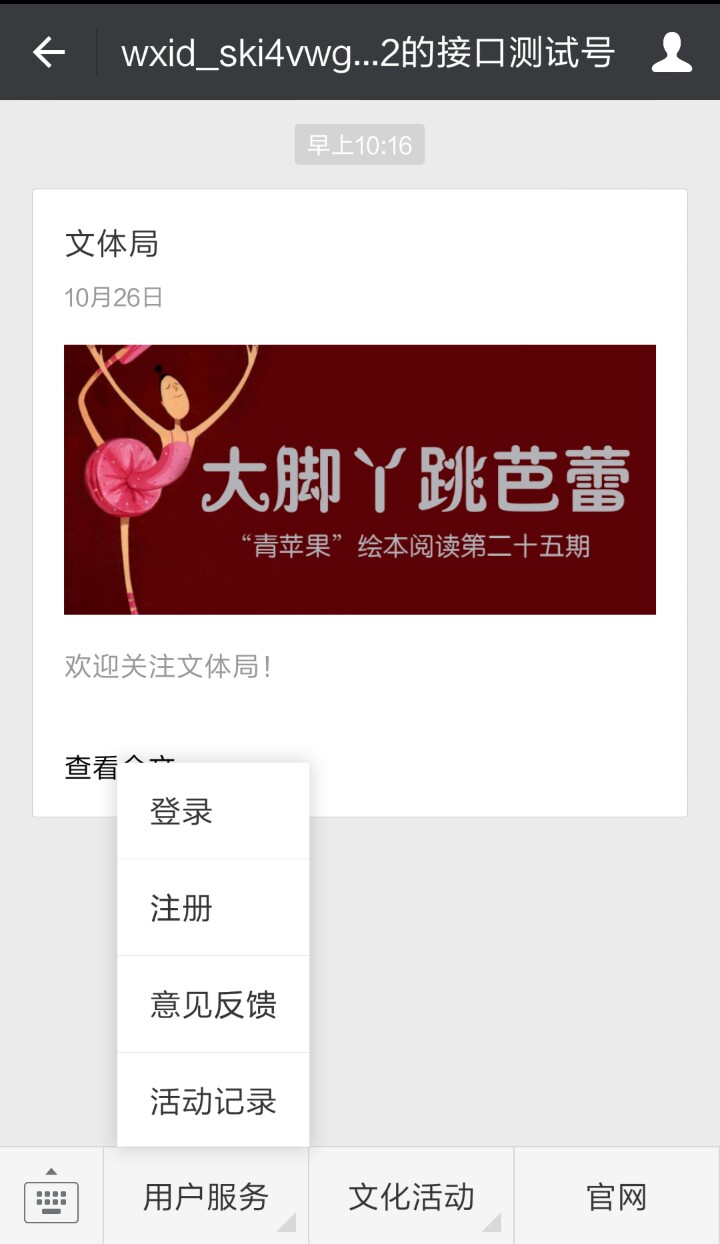 wxid_ski4vwg...2的接口测试号
早上10:16
文体局
10月26日
大脚丫跳芭蕾
“青苹果”绘本阅读第二十五期
欢迎关注文体局！
查看
登录
注册
意见反馈
活动记录
用户服务
文化活动
官网